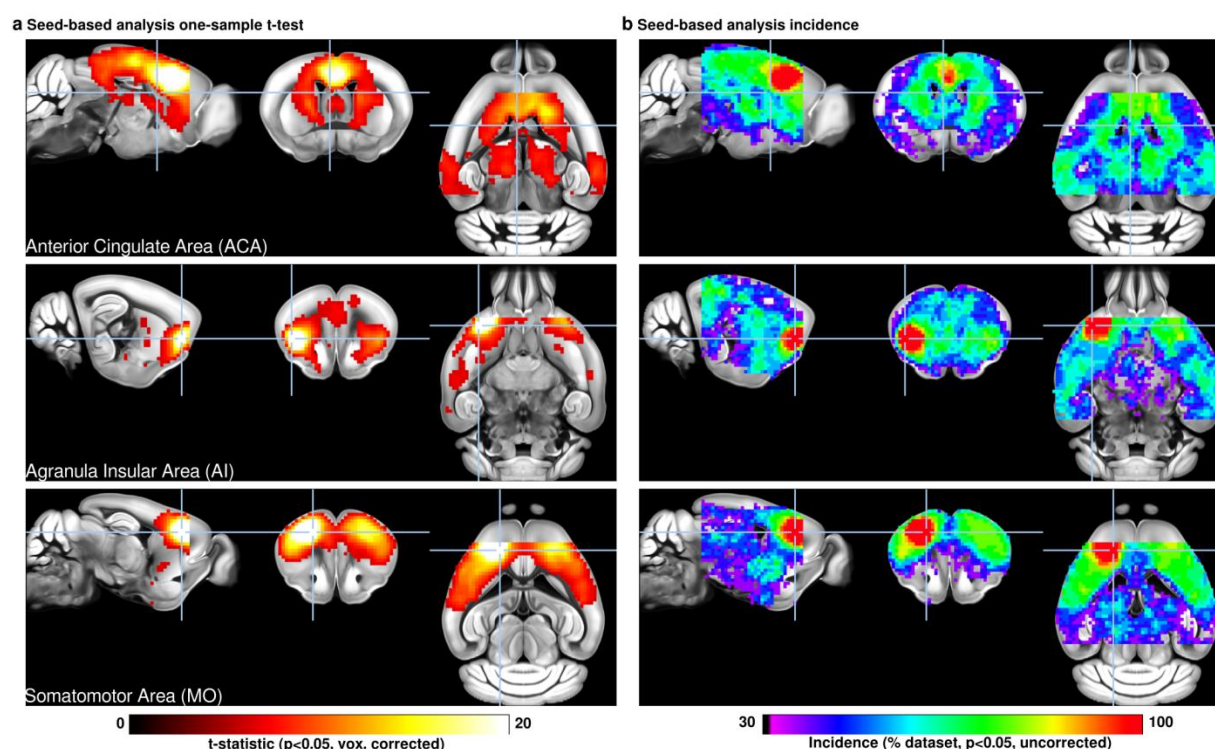 a Seed-based analysis one-sample t-test
b Seed-based analysis incidence
Anterior Cingulate Area (ACA)
Agranula Insular Area (AI)
Somatomotor Area (MO)
0 20
t-statistic (p<0.05, vox, corrected)
30 100
Incidence (% dataset, p<0.05, uncorrected)